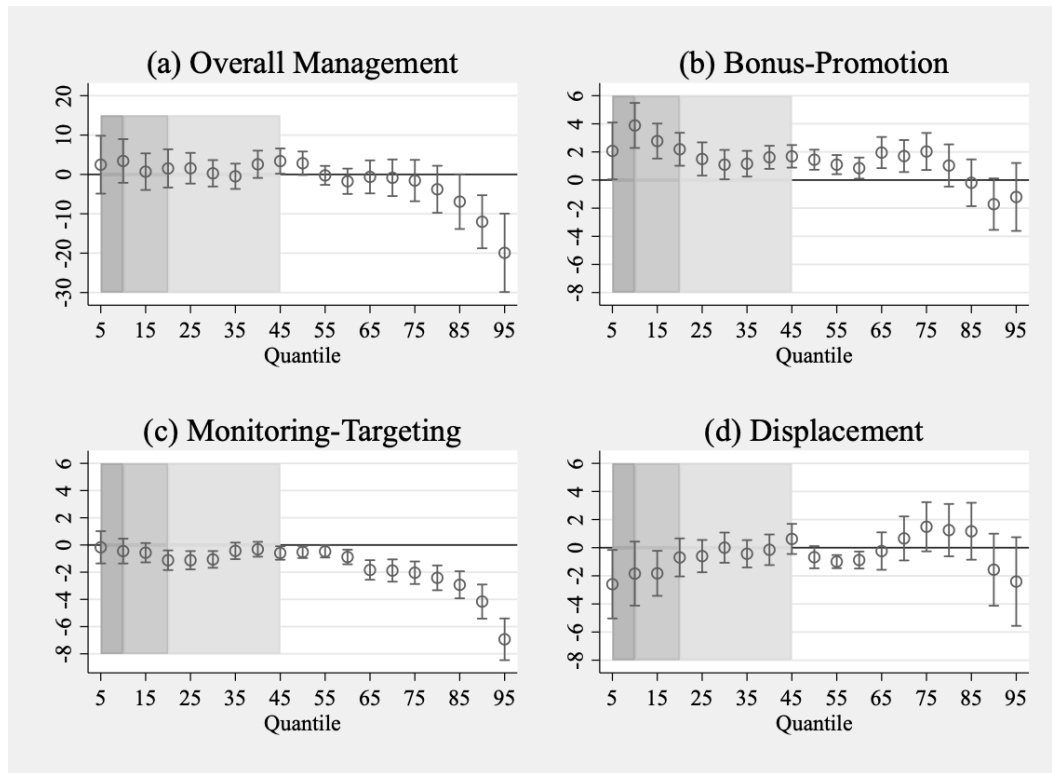 (a) Overall Management
20
10
0
-10
-20
-30
5 15 25 35 45 55 65 75 85 95
Quantile
(b) Bonus-Promotion
6
4
2
0
-2
-4
-6
-8
5 15 25 35 45 55 65 75 85 95
Quantile
(c) Monitoring-Targeting
6
4
2
0
-2
-4
-6
-8
5 15 25 35 45 55 65 75 85 95
Quantile
(d) Displacement
6
4
2
0
-2
-4
-6
-8
5 15 25 35 45 55 65 75 85 95
Quantile